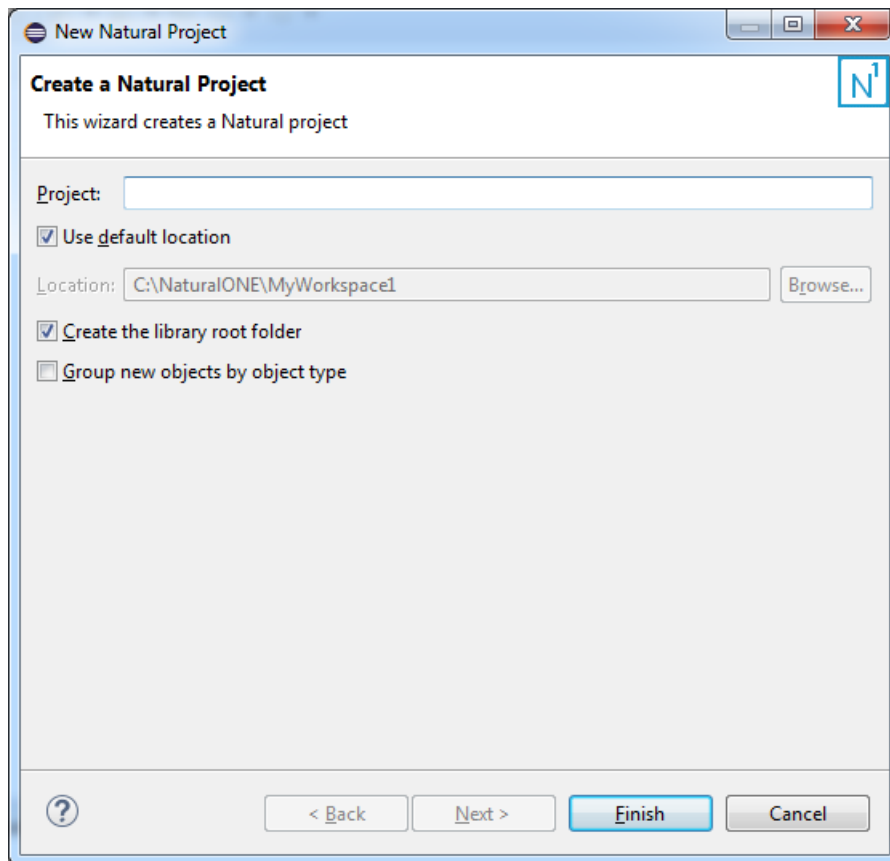 New Natural Project
Create a Natural Project
N1
This wizard creates a Natural project
Project:
Use default location
Location: C:\NaturalONE\MyWorkspace1 Browse...
Create the library root folder
Group new objects by object type
? < Back Next > Finish Cancel